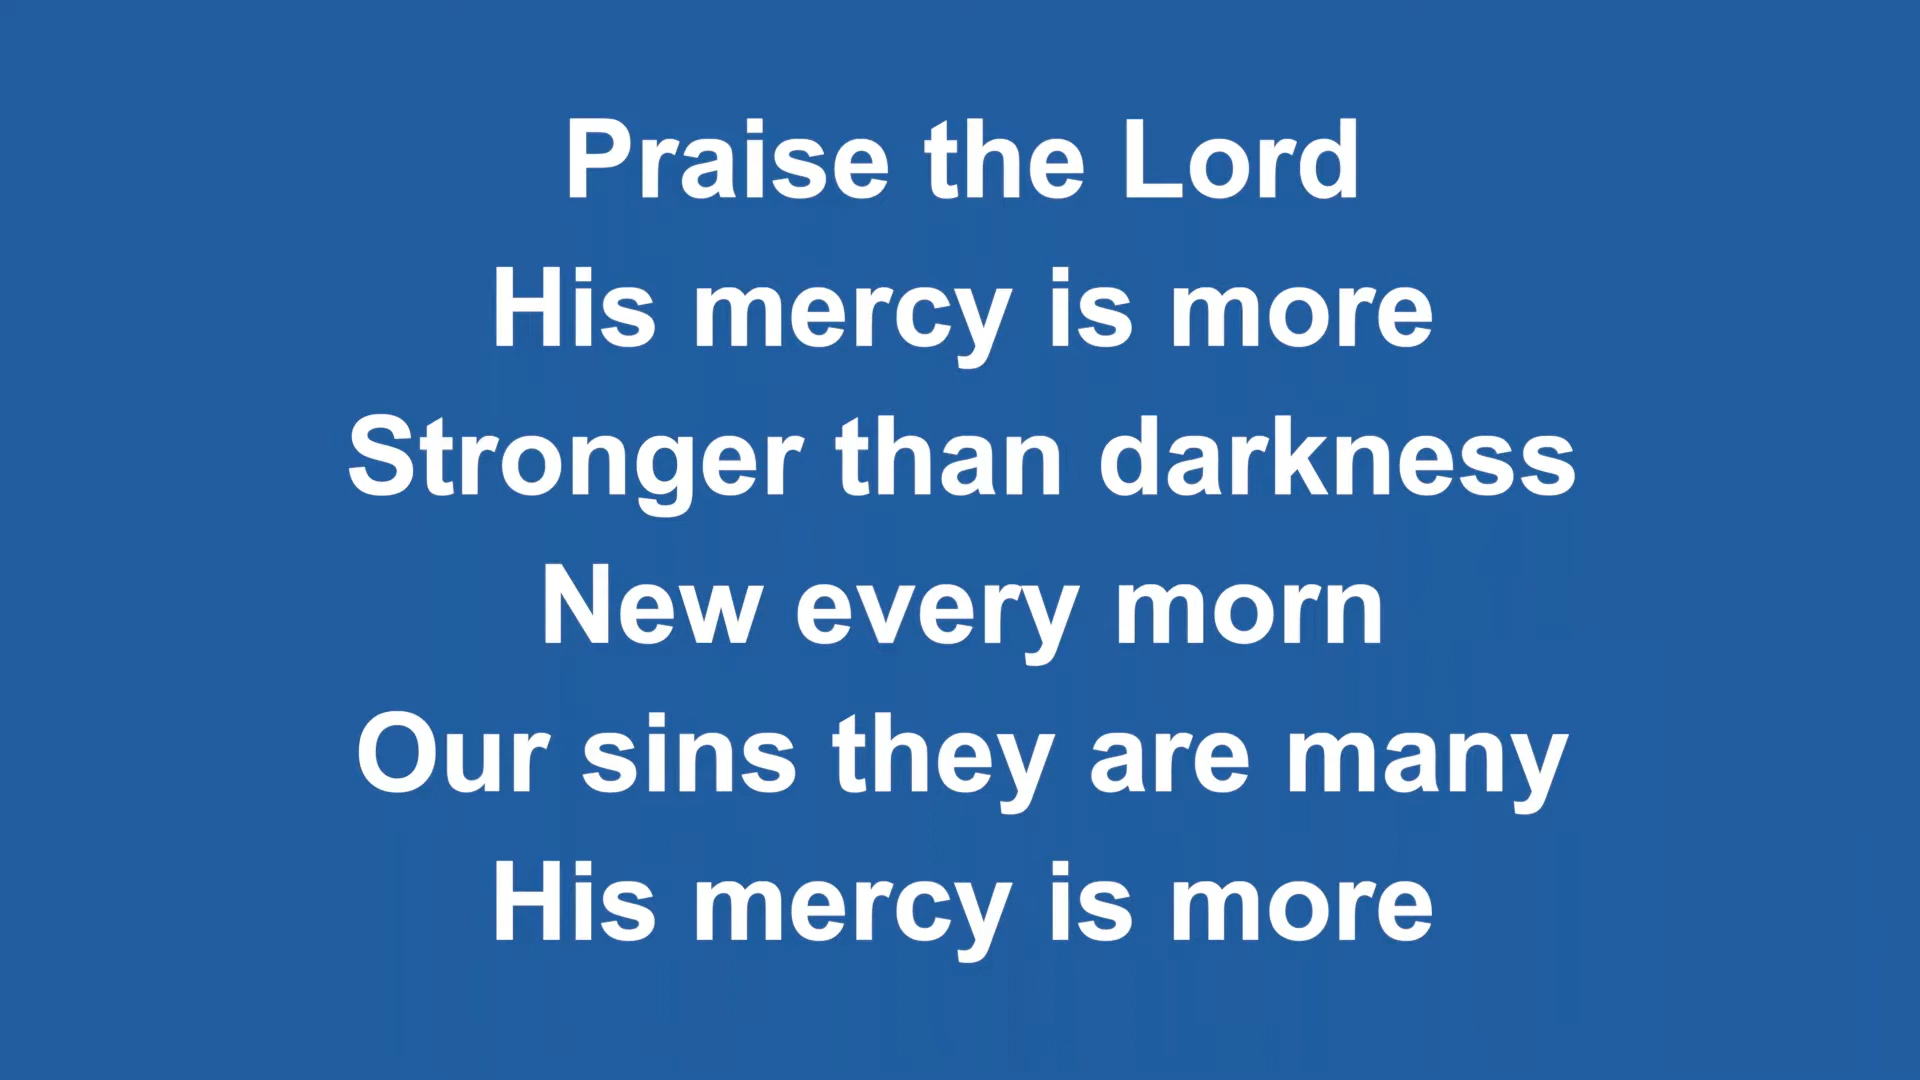 Praise the Lord
His mercy is more
Stronger than darkness
New every morn
Our sins they are many
His mercy is more